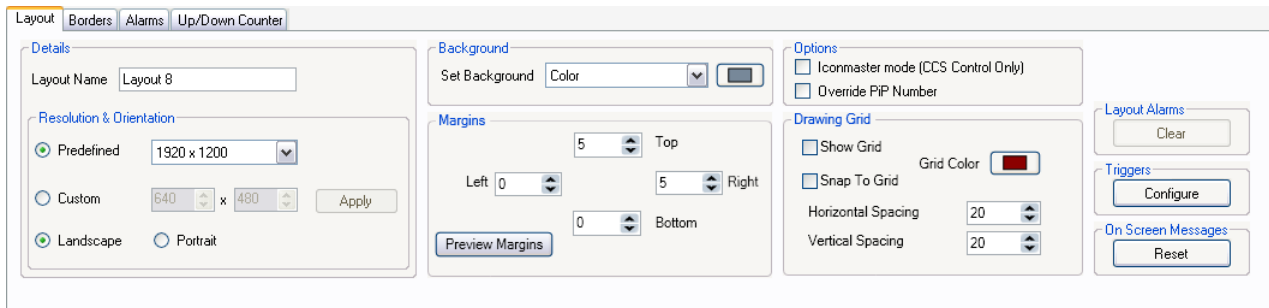 Layout Borders Alarms Up/Down Counter
Details
Layout Name Layout 8
Resolution & Orientation
Predefined 1920 x 1200
Custom 640 x 480 Apply
Landscape Portrait
Background
Set Background Color
Margins
5 Top
Left 0 5 Right
0 Bottom
Preview Margins
Options
Iconmaster mode (CCS Control Only)
Override PiP Number
Drawing Grid
Show Grid
Grid Color
Snap To Grid
Horizontal Spacing 20
Vertical Spacing 20
Layout Alarms
Clear
Triggers
Configure
On Screen Messages
Reset